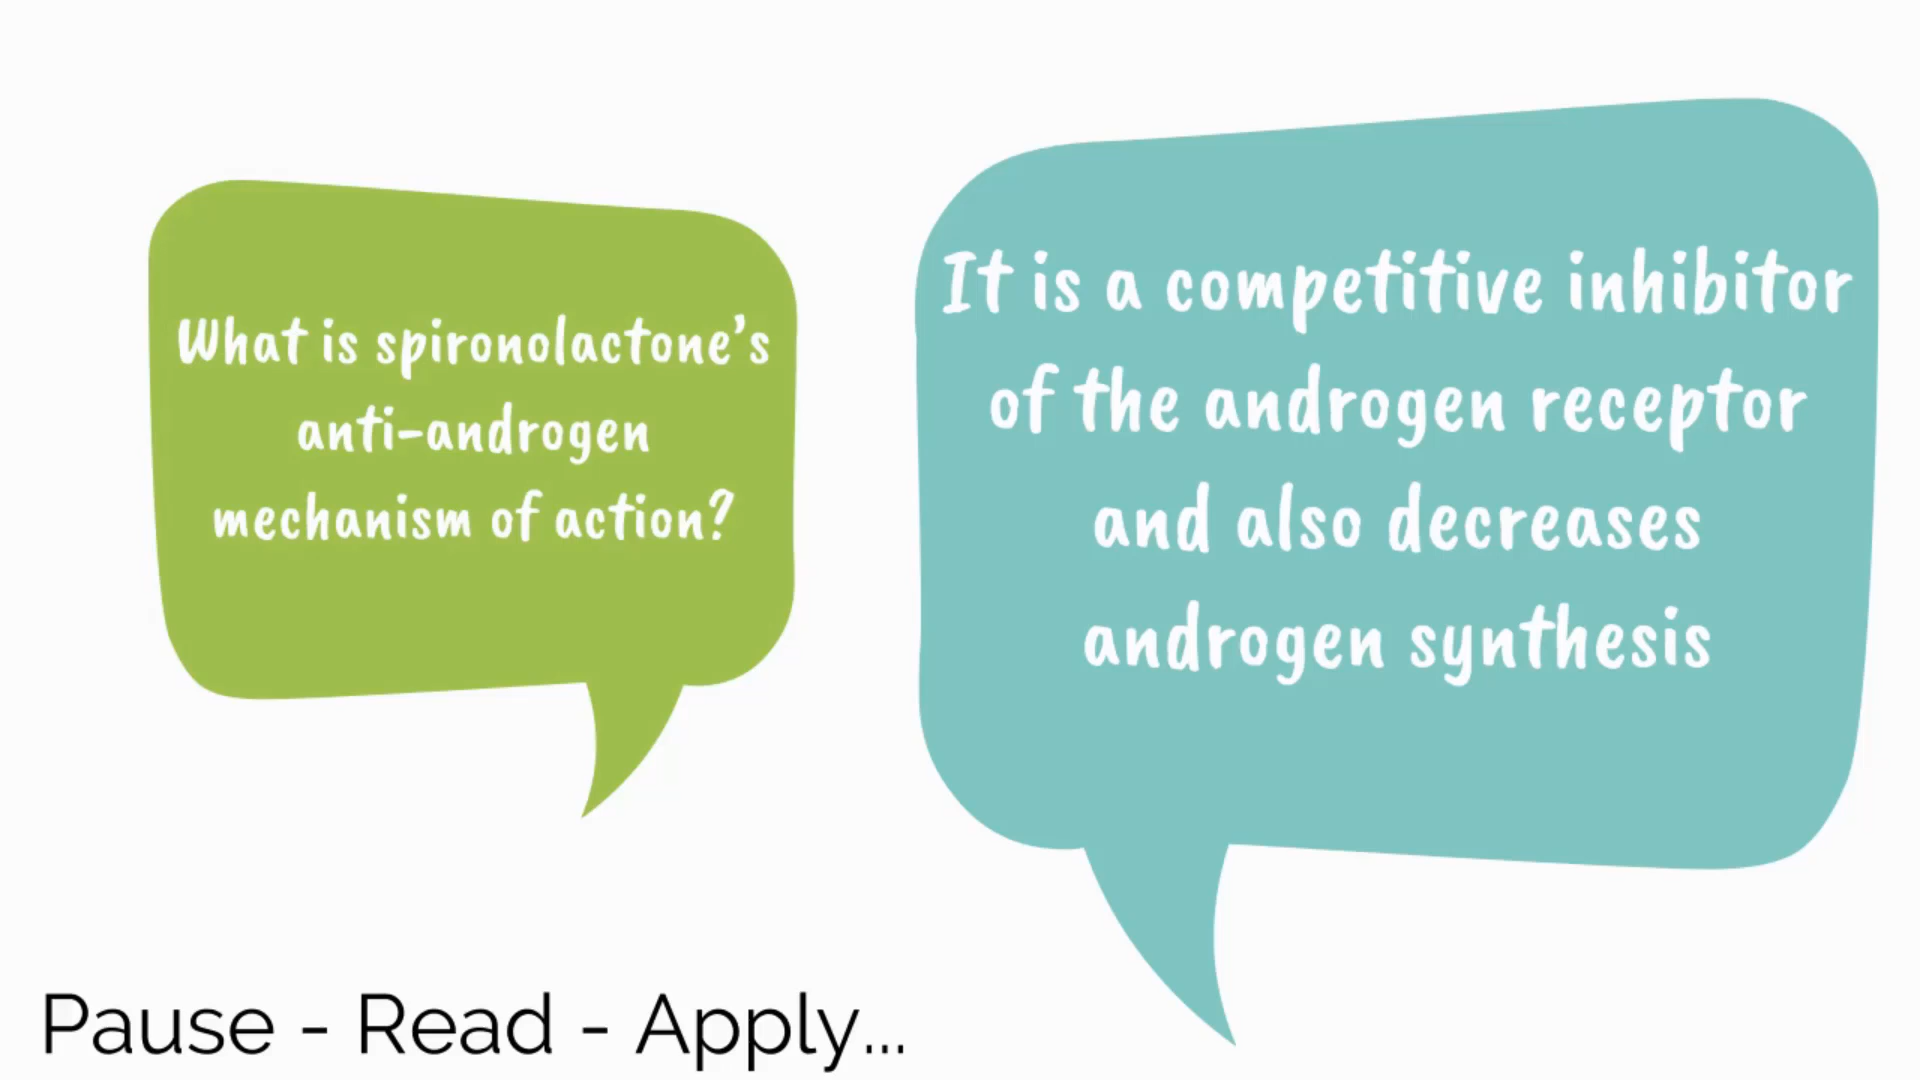 What is spironolactone’s
anti-androgen
mechanism of action?
It is a competitive inhibitor
of the androgen receptor
and also decreases
androgen synthesis
Pause - Read - Apply...